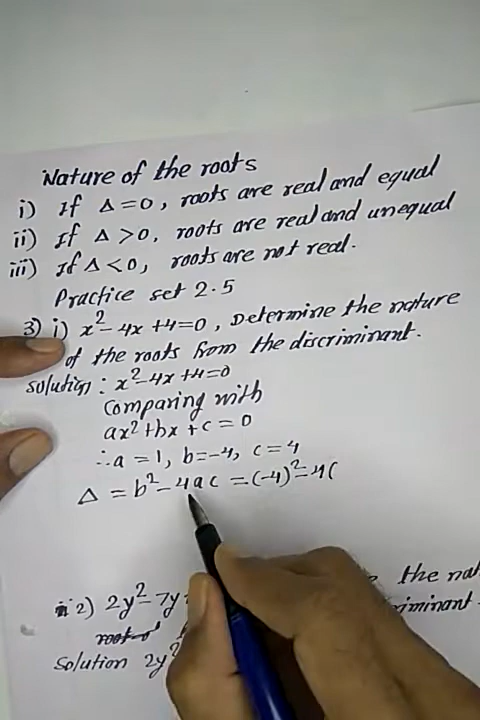 Nature of the roots
i) If Δ=0, roots are real and equal
ii) If Δ>0, roots are real and unequal
iii) If Δ<0, roots are not real.
Practice set 2.5
3) i) x²-4x+4=0, Determine the nature
of the roots from the discriminant.
Solution: x²-4x+4=0
Comparing with
ax²+bx+c=0
∴a=1, b=-4, c=4
Δ = b²-4ac = (-4)²-4(
2) 2y²-7y the
Solution 2y²